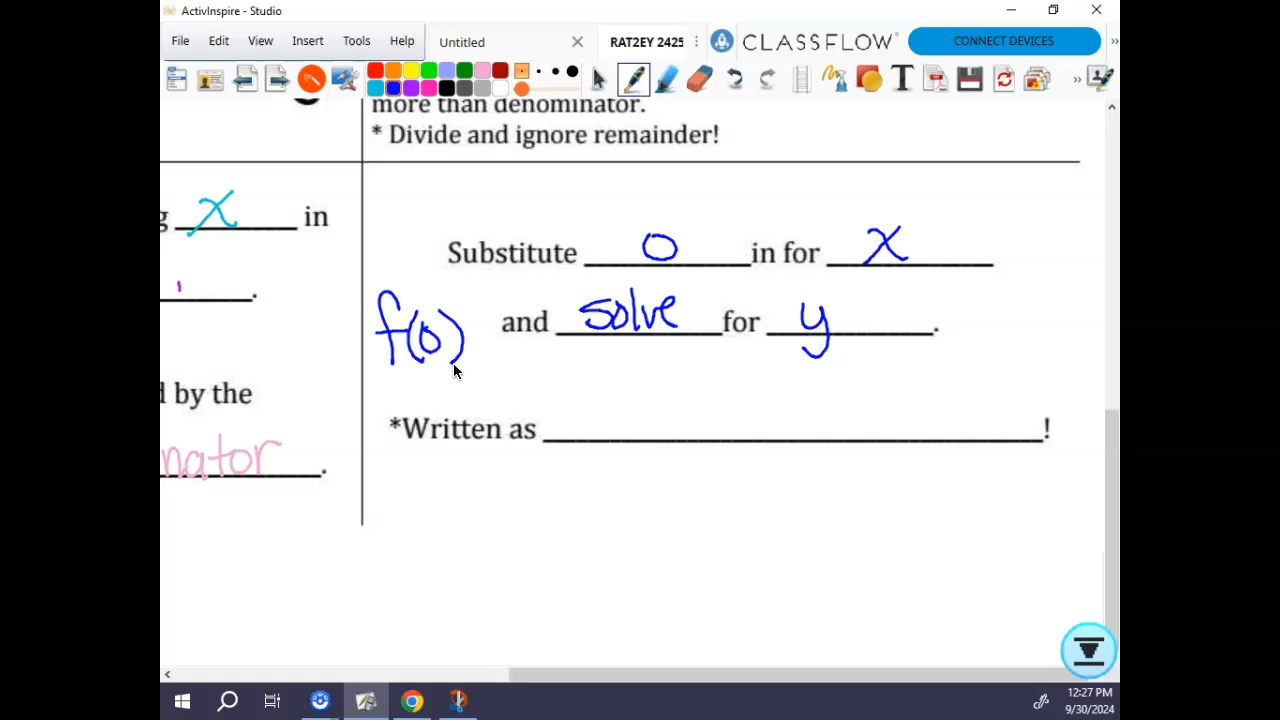 ActivInspire - Studio
File Edit View Insert Tools Help Untitled RAT2EY 2425 CLASSFLOW CONNECT DEVICES
more than denominator.
* Divide and ignore remainder!
x in
Substitute 0 in for x
f(0) and solve for y.
*Written as ____________!
d by the
nator.
12:27 PM
9/30/2024